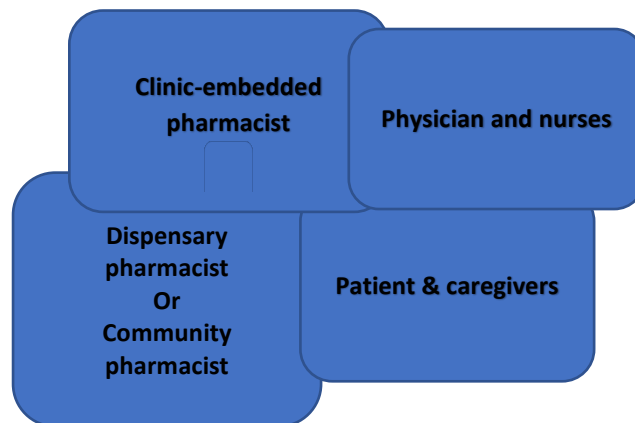 Clinic-embedded
pharmacist
Physician and nurses
Dispensary
pharmacist
Or
Community
pharmacist
Patient & caregivers